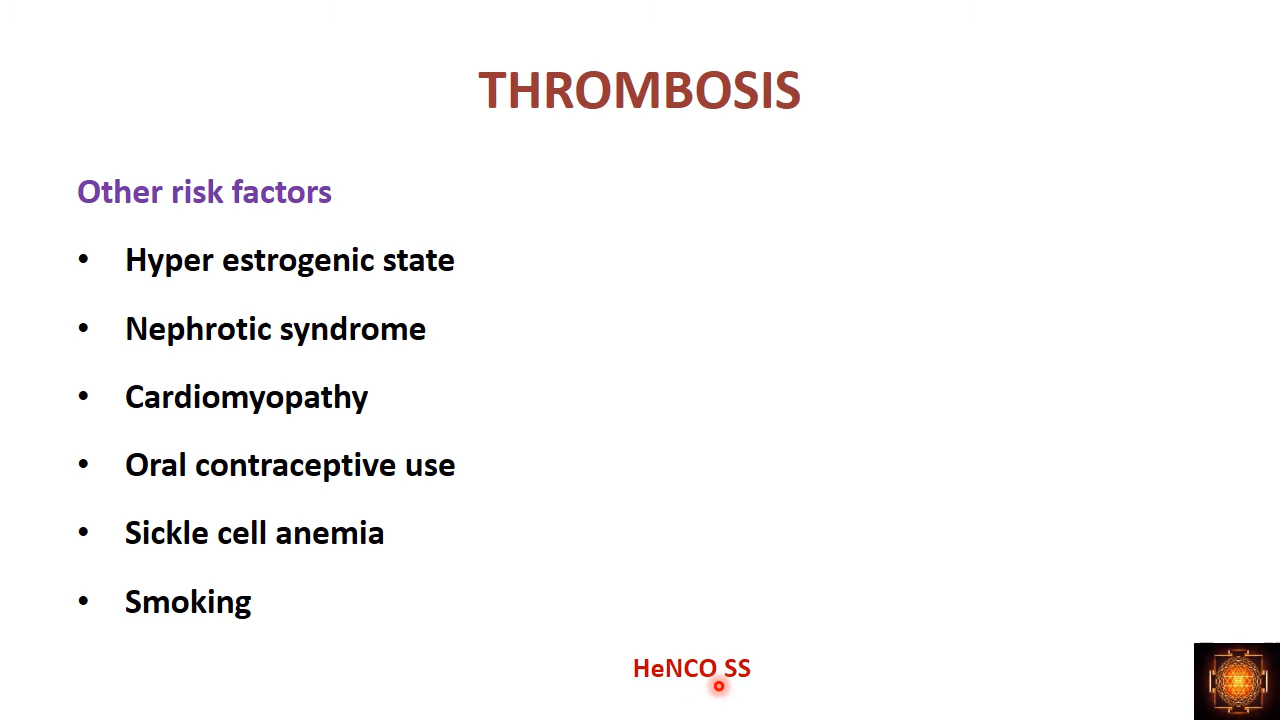 THROMBOSIS
Other risk factors
• Hyper estrogenic state
• Nephrotic syndrome
• Cardiomyopathy
• Oral contraceptive use
• Sickle cell anemia
• Smoking
HeNCO SS